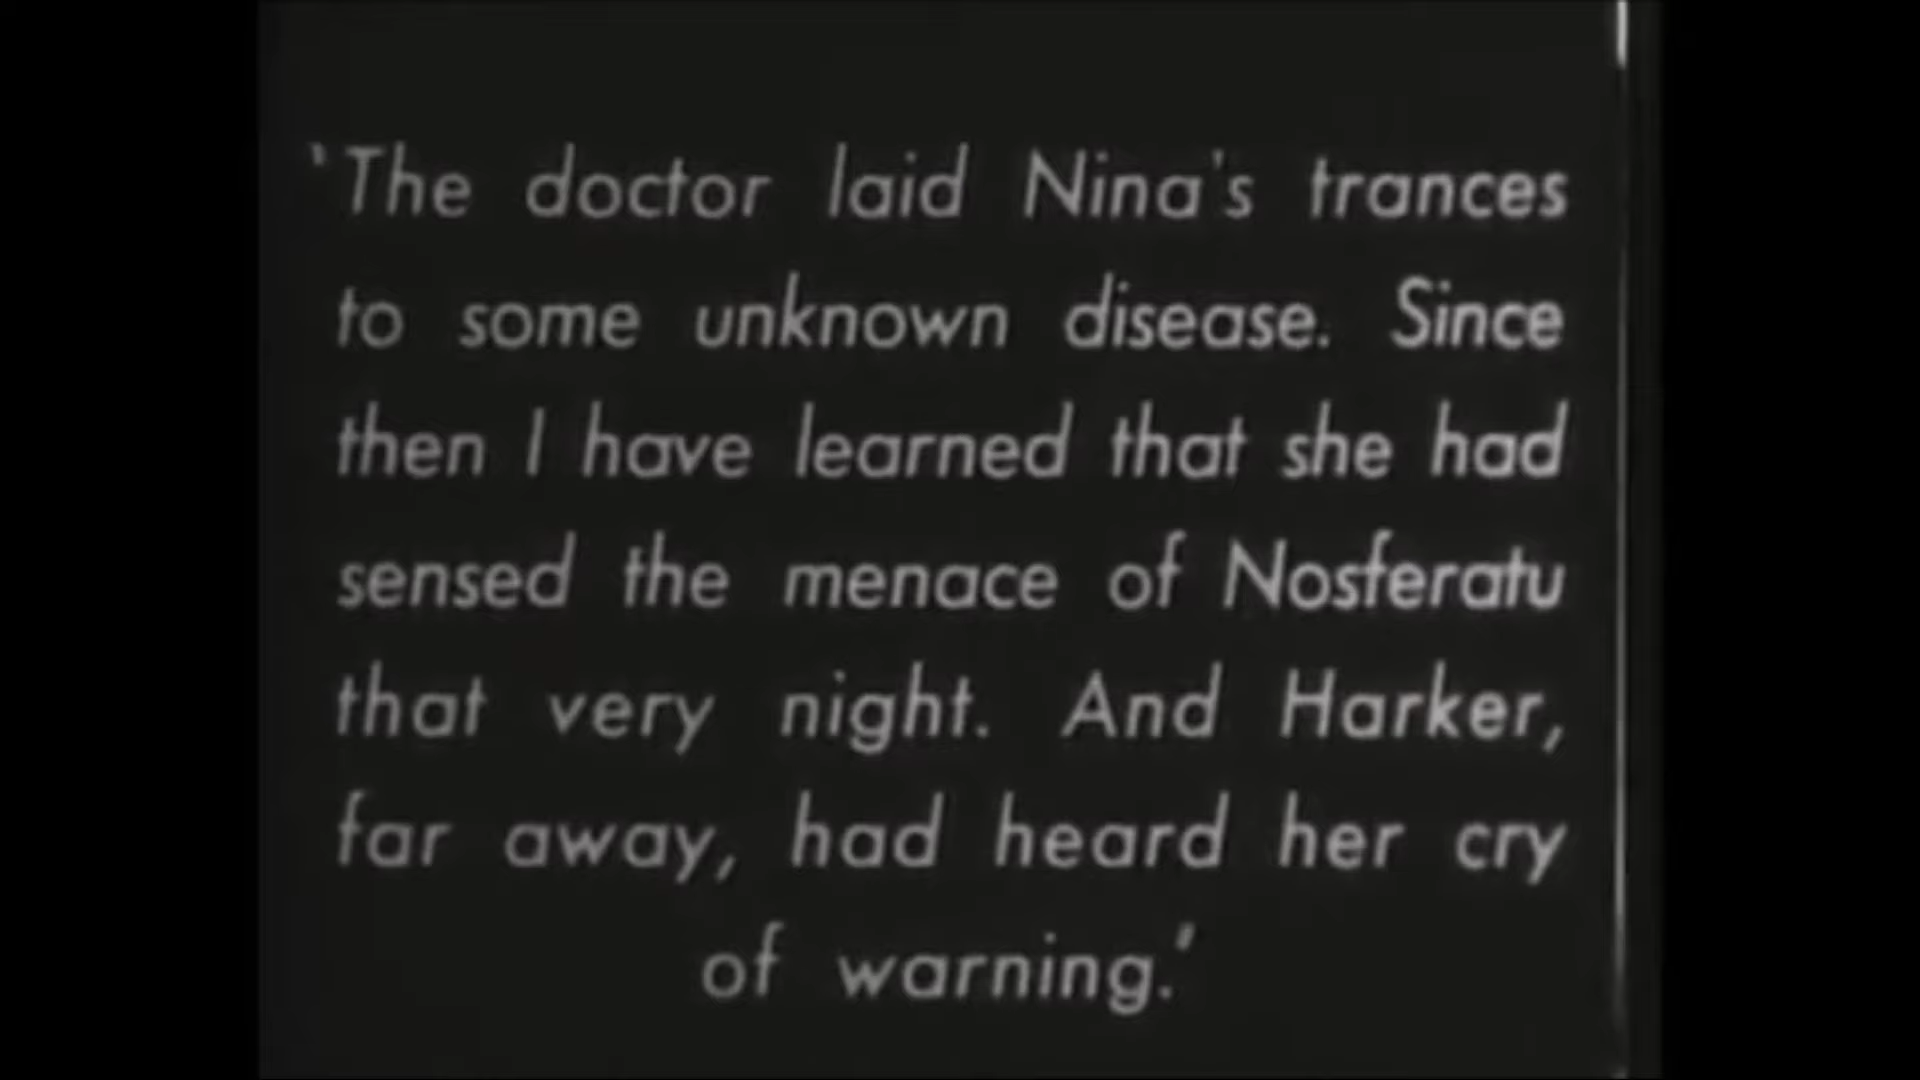 'The doctor laid Nina's trances
to some unknown disease. Since
then I have learned that she had
sensed the menace of Nosferatu
that very night. And Harker,
far away, had heard her cry
of warning.'